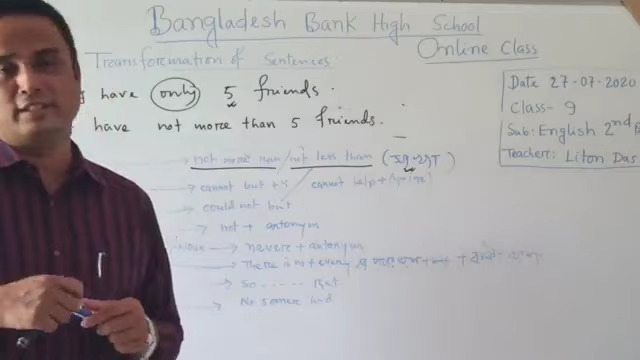 Bangladesh Bank High School
Online Class
Transformation of Sentences:
have only 5 friends.
have not more than 5 friends.
not more than / not less than (সংখ্যা)
cannot but + v cannot help +
could not but
not + antonym
never + antonym
There is no + every
so ...... that
No sooner had
Date 27-07-2020
Class- 9
Sub: English 2nd
Teacher: Liton Das